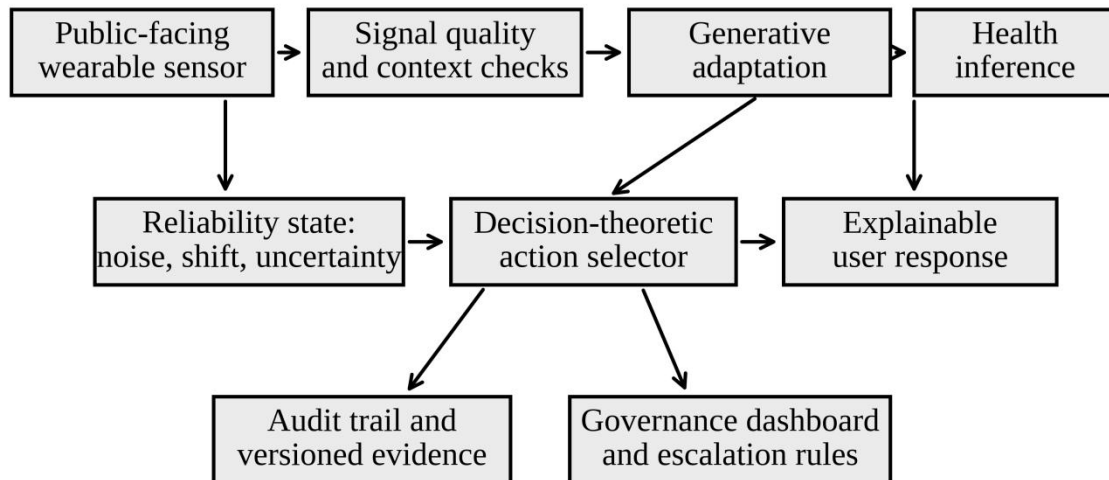 Public-facing
wearable sensor
Signal quality
and context checks
Generative
adaptation
Health
inference
Reliability state:
noise, shift, uncertainty
Decision-theoretic
action selector
Explainable
user response
Audit trail and
versioned evidence
Governance dashboard
and escalation rules